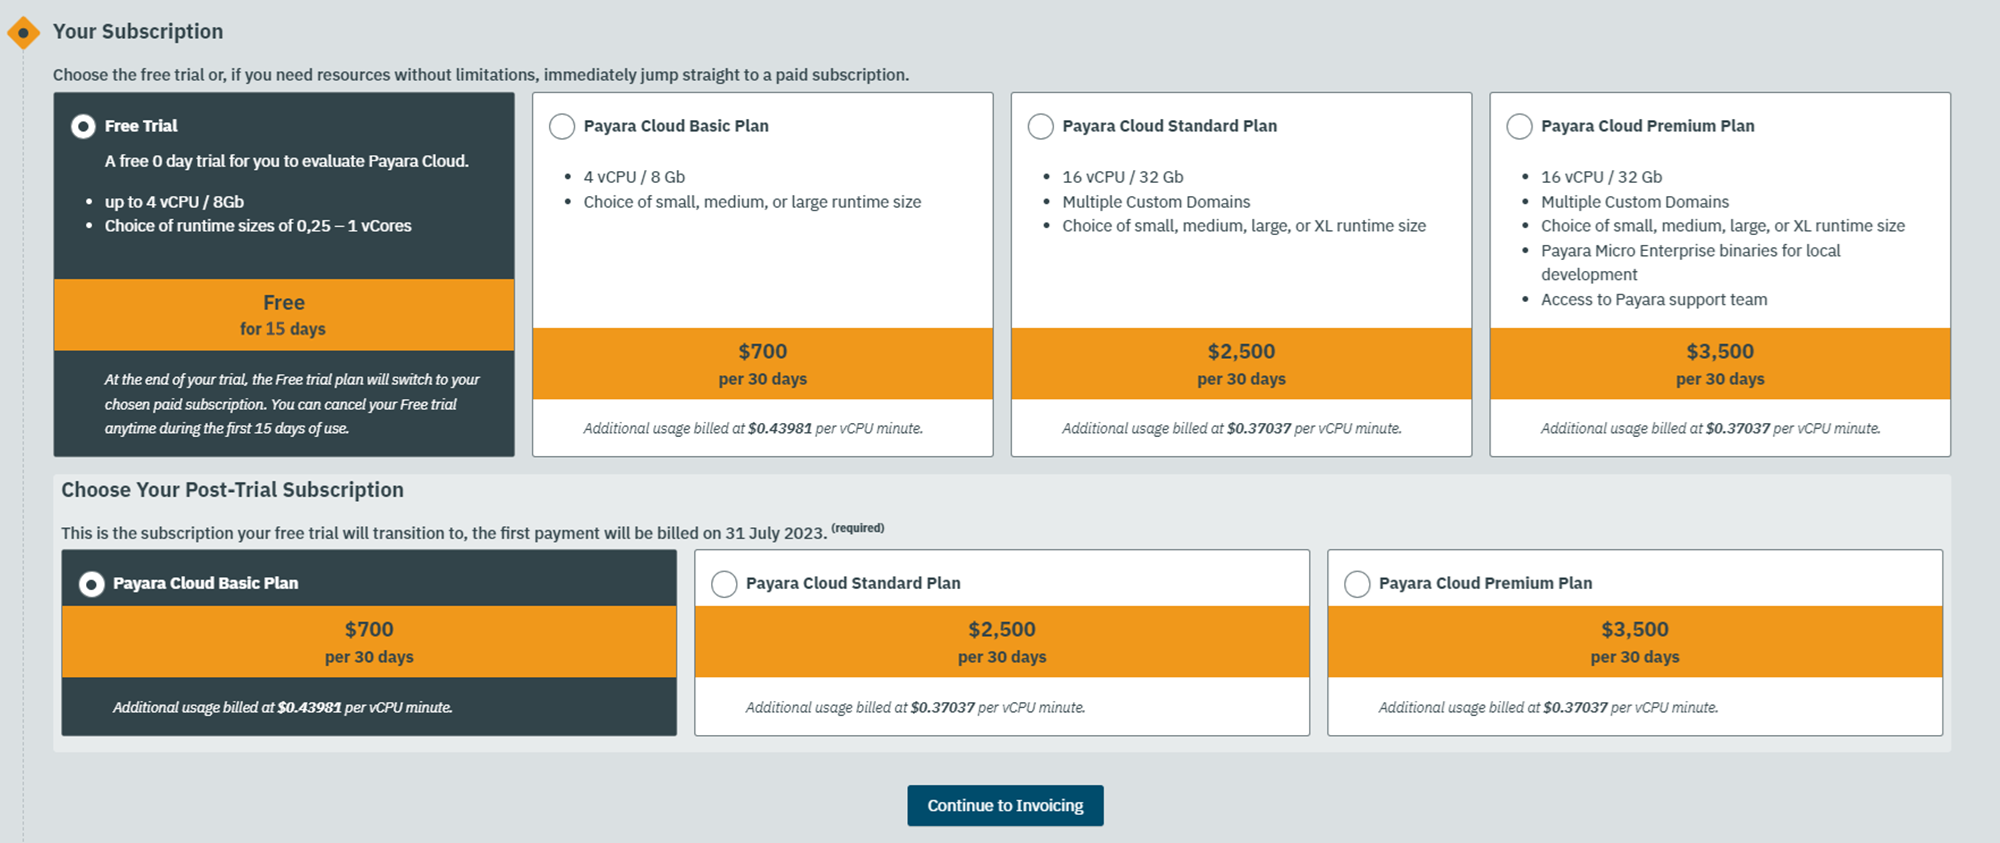 Your Subscription
Choose the free trial or, if you need resources without limitations, immediately jump straight to a paid subscription.
Free Trial
A free 0 day trial for you to evaluate Payara Cloud.
• up to 4 vCPU / 8Gb
• Choice of runtime sizes of 0,25 – 1 vCores
Free
for 15 days
At the end of your trial, the Free trial plan will switch to your
chosen paid subscription. You can cancel your Free trial
anytime during the first 15 days of use.
Payara Cloud Basic Plan
• 4 vCPU / 8 Gb
• Choice of small, medium, or large runtime size
$700
per 30 days
Additional usage billed at $0.43981 per vCPU minute.
Payara Cloud Standard Plan
• 16 vCPU / 32 Gb
• Multiple Custom Domains
• Choice of small, medium, large, or XL runtime size
$2,500
per 30 days
Additional usage billed at $0.37037 per vCPU minute.
Payara Cloud Premium Plan
• 16 vCPU / 32 Gb
• Multiple Custom Domains
• Choice of small, medium, large, or XL runtime size
• Payara Micro Enterprise binaries for local
development
• Access to Payara support team
$3,500
per 30 days
Additional usage billed at $0.37037 per vCPU minute.
Choose Your Post-Trial Subscription
This is the subscription your free trial will transition to, the first payment will be billed on 31 July 2023. (required)
Payara Cloud Basic Plan
$700
per 30 days
Additional usage billed at $0.43981 per vCPU minute.
Payara Cloud Standard Plan
$2,500
per 30 days
Additional usage billed at $0.37037 per vCPU minute.
Payara Cloud Premium Plan
$3,500
per 30 days
Additional usage billed at $0.37037 per vCPU minute.
Continue to Invoicing